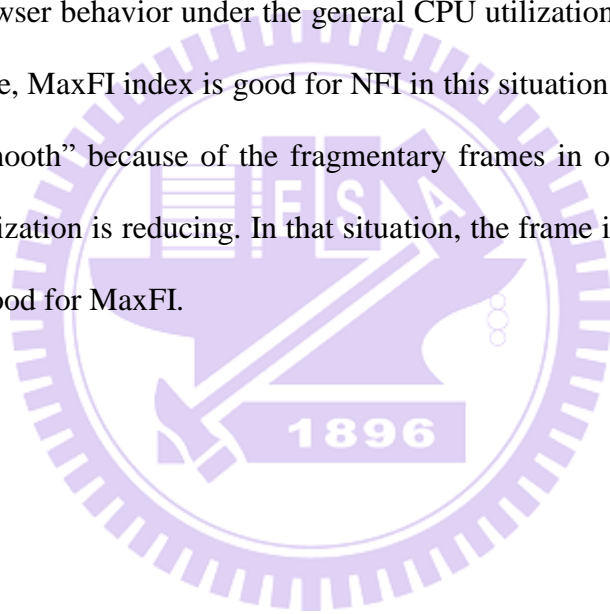 wser behavior under the general CPU utilization
e, MaxFI index is good for NFI in this situation
nooth” because of the fragmentary frames in o
ization is reducing. In that situation, the frame i
ood for MaxFI.
E S A
1896